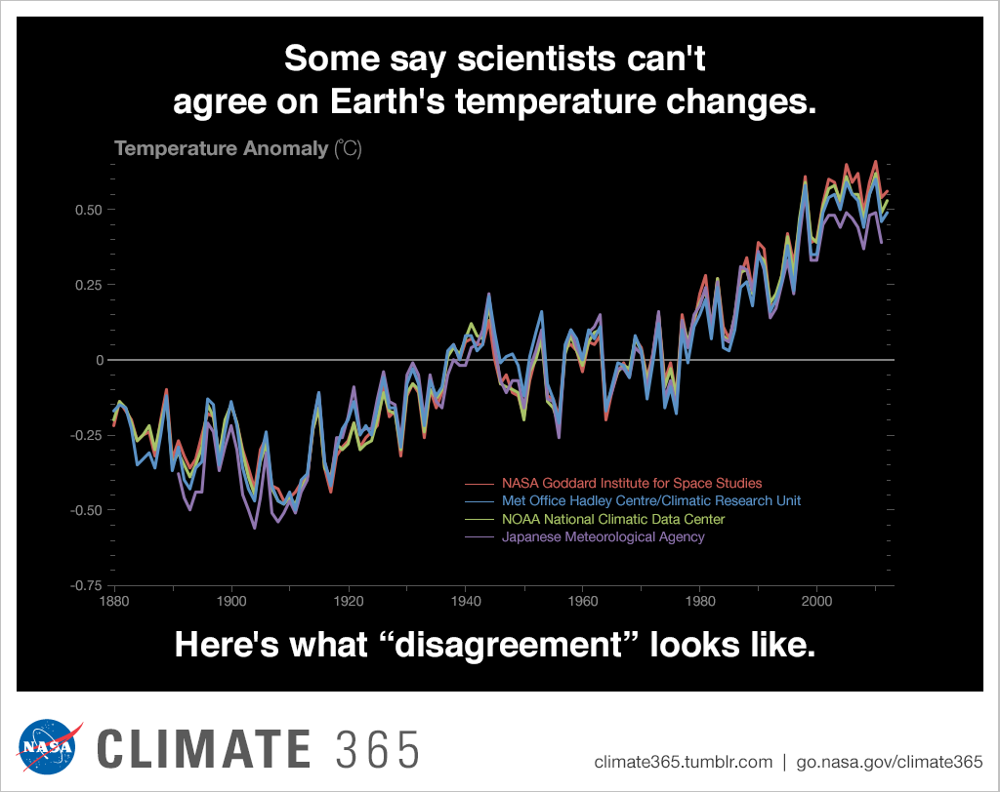 Some say scientists can't
agree on Earth's temperature changes.
Temperature Anomaly (°C)
0.50
0.25
0
-0.25
-0.50
-0.75
NASA Goddard Institute for Space Studies
Met Office Hadley Centre/Climatic Research Unit
NOAA National Climatic Data Center
Japanese Meteorological Agency
1880 1900 1920 1940 1960 1980 2000
Here's what “disagreement” looks like.
NASA CLIMATE 365
climate365.tumblr.com | go.nasa.gov/climate365